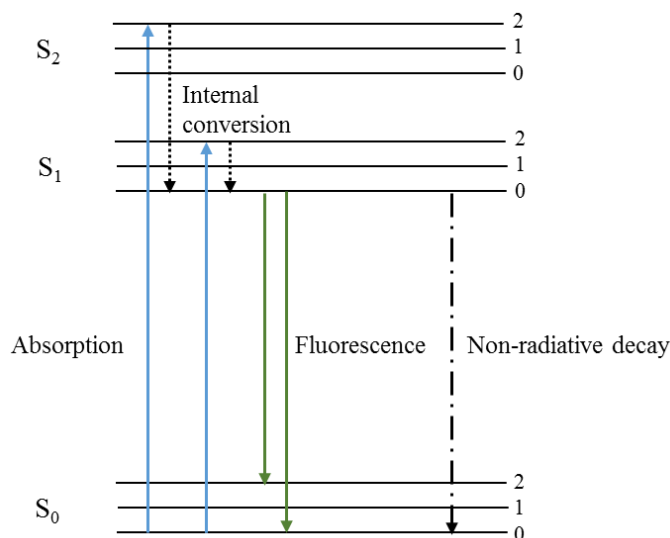 2
S2
1
0
Internal
conversion
2
S1
1
0
Absorption
Fluorescence
Non-radiative decay
2
S0
1
0